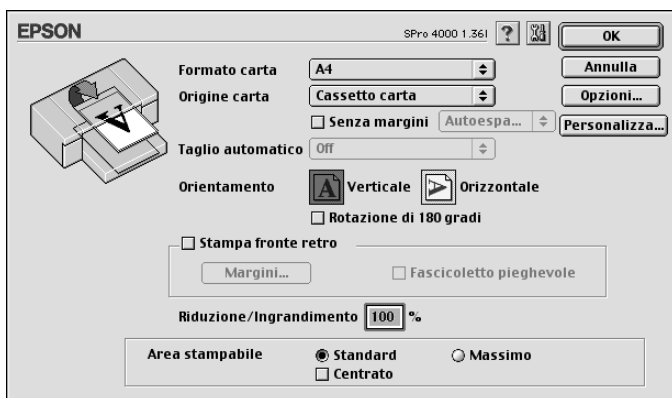 EPSON SPro 4000 1.36I ? OK
Formato carta A4 Annulla
Origine carta Cassetto carta Opzioni...
Senza margini Autoespa... Personalizza...
Taglio automatico Off
Orientamento A Verticale A Orizzontale
Rotazione di 180 gradi
Stampa fronte retro
Margini... Fascicoletto pieghevole
Riduzione/Ingrandimento 100 %
Area stampabile Standard Massimo
Centrato